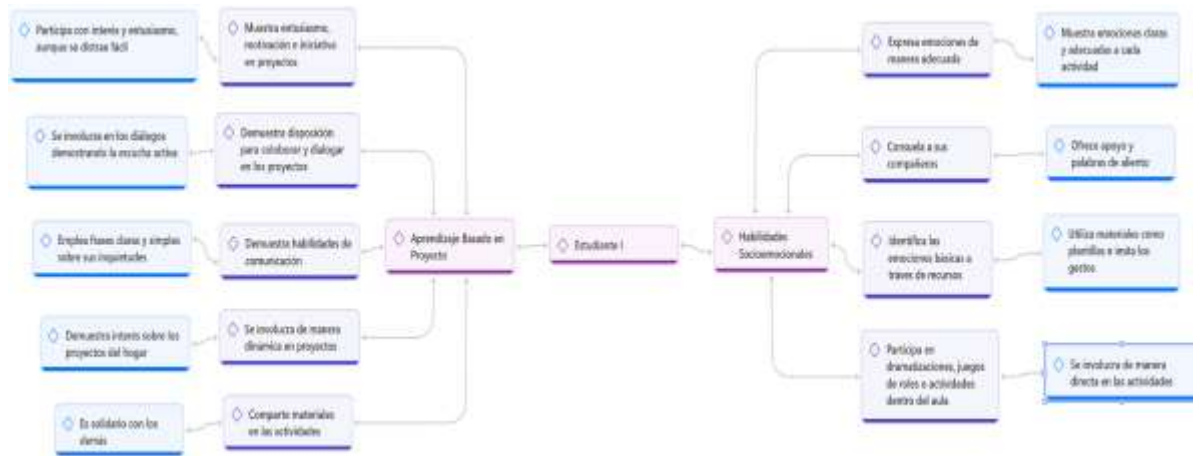 Participa con interés y entusiasmo,
aunque se distrae fácil
Muestra entusiasmo,
motivación e iniciativa
en proyectos
Se involucra en los diálogos
demostrando la escucha activa
Demuestra disposición
para colaborar y dialogar
en los proyectos
Emplea frases claras y simples
sobre sus inquietudes
Demuestra habilidades de
comunicación
Demuestra interés sobre los
proyectos del hogar
Se involucra de manera
dinámica en proyectos
Es solidario con los
demás
Comparte materiales
en las actividades
Aprendizaje Basado en
Proyecto
Estudiante I
Habilidades
Socioemocionales
Expresa emociones de
manera adecuada
Muestra emociones claras
y adecuadas a cada
actividad
Consuela a sus
compañeros
Ofrece apoyo y
palabras de aliento
Identifica las
emociones básicas a
través de recursos
Utiliza materiales como
plantillas e imita los
gestos
Participa en
dramatizaciones, juegos
de roles o actividades
dentro del aula
Se involucra de manera
directa en las actividades